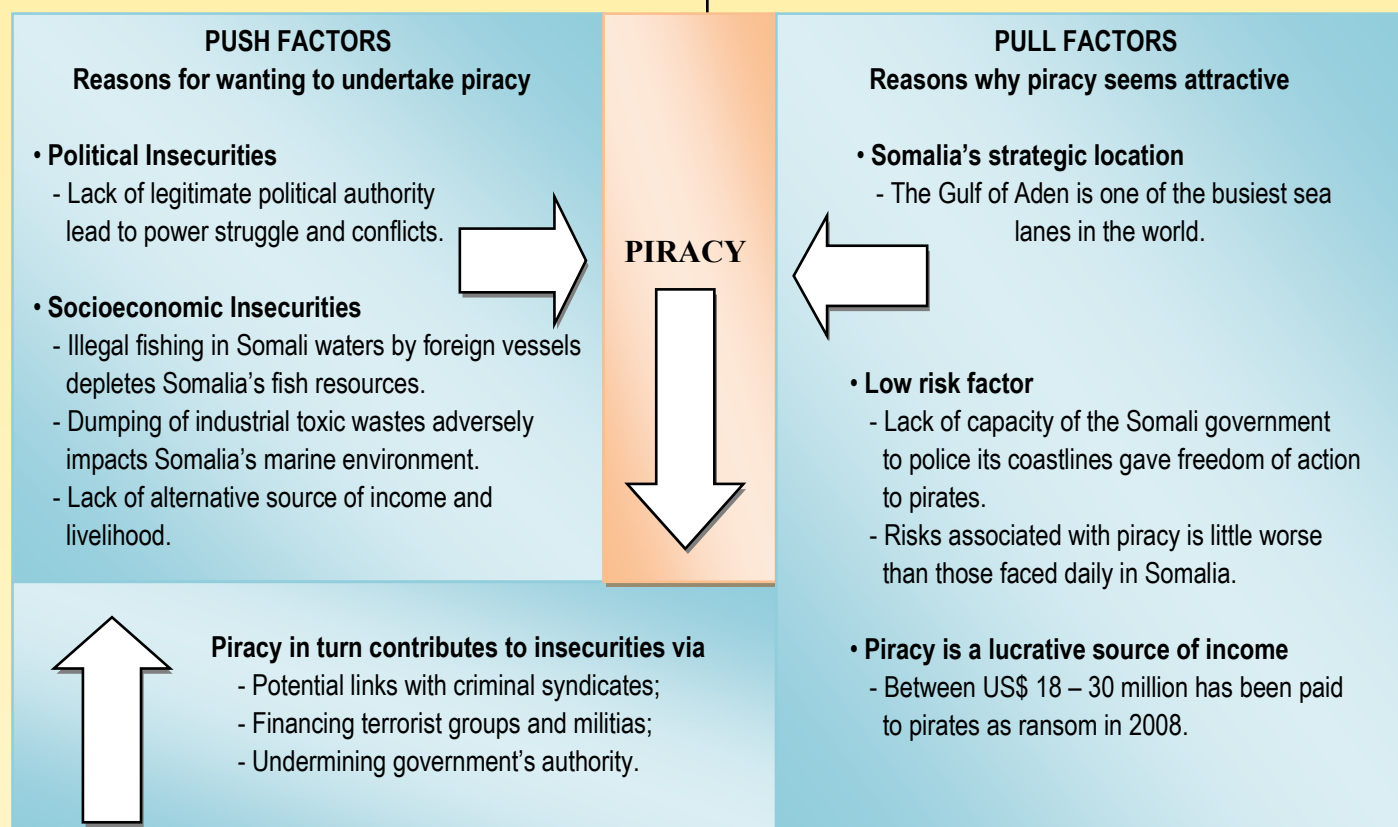 PUSH FACTORS
Reasons for wanting to undertake piracy
• Political Insecurities
- Lack of legitimate political authority
lead to power struggle and conflicts.
• Socioeconomic Insecurities
- Illegal fishing in Somali waters by foreign vessels
depletes Somalia’s fish resources.
- Dumping of industrial toxic wastes adversely
impacts Somalia’s marine environment.
- Lack of alternative source of income and
livelihood.
PIRACY
PULL FACTORS
Reasons why piracy seems attractive
• Somalia’s strategic location
- The Gulf of Aden is one of the busiest sea
lanes in the world.
• Low risk factor
- Lack of capacity of the Somali government
to police its coastlines gave freedom of action
to pirates.
- Risks associated with piracy is little worse
than those faced daily in Somalia.
• Piracy is a lucrative source of income
- Between US$ 18 – 30 million has been paid
to pirates as ransom in 2008.
Piracy in turn contributes to insecurities via
- Potential links with criminal syndicates;
- Financing terrorist groups and militias;
- Undermining government’s authority.